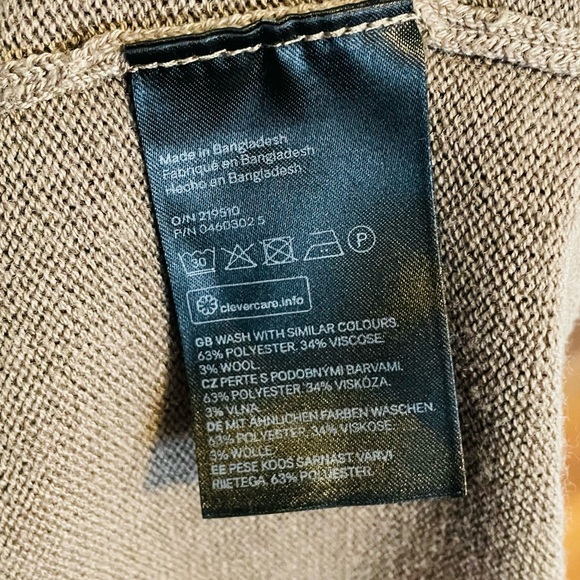 Made in Bangladesh
Fabriqué en Bangladesh
Hecho en Bangladesh
O/N 219510
P/N 0460302 5
30 P
clevercare.info
GB WASH WITH SIMILAR COLOURS.
63% POLYESTER. 34% VISCOSE.
3% WOOL.
CZ PERTE S PODOBNÝMI BARVAMI.
63% POLYESTER. 34% VISKÓZA.
3% VLNA.
DE MIT ÄHNLICHEN FARBEN WASCHEN.
63% POLYESTER. 34% VISKOSE.
3% WOLLE.
EE PESE KOOS SARNAST VÄRVI
RIIETEGA. 63% POLÜESTER.